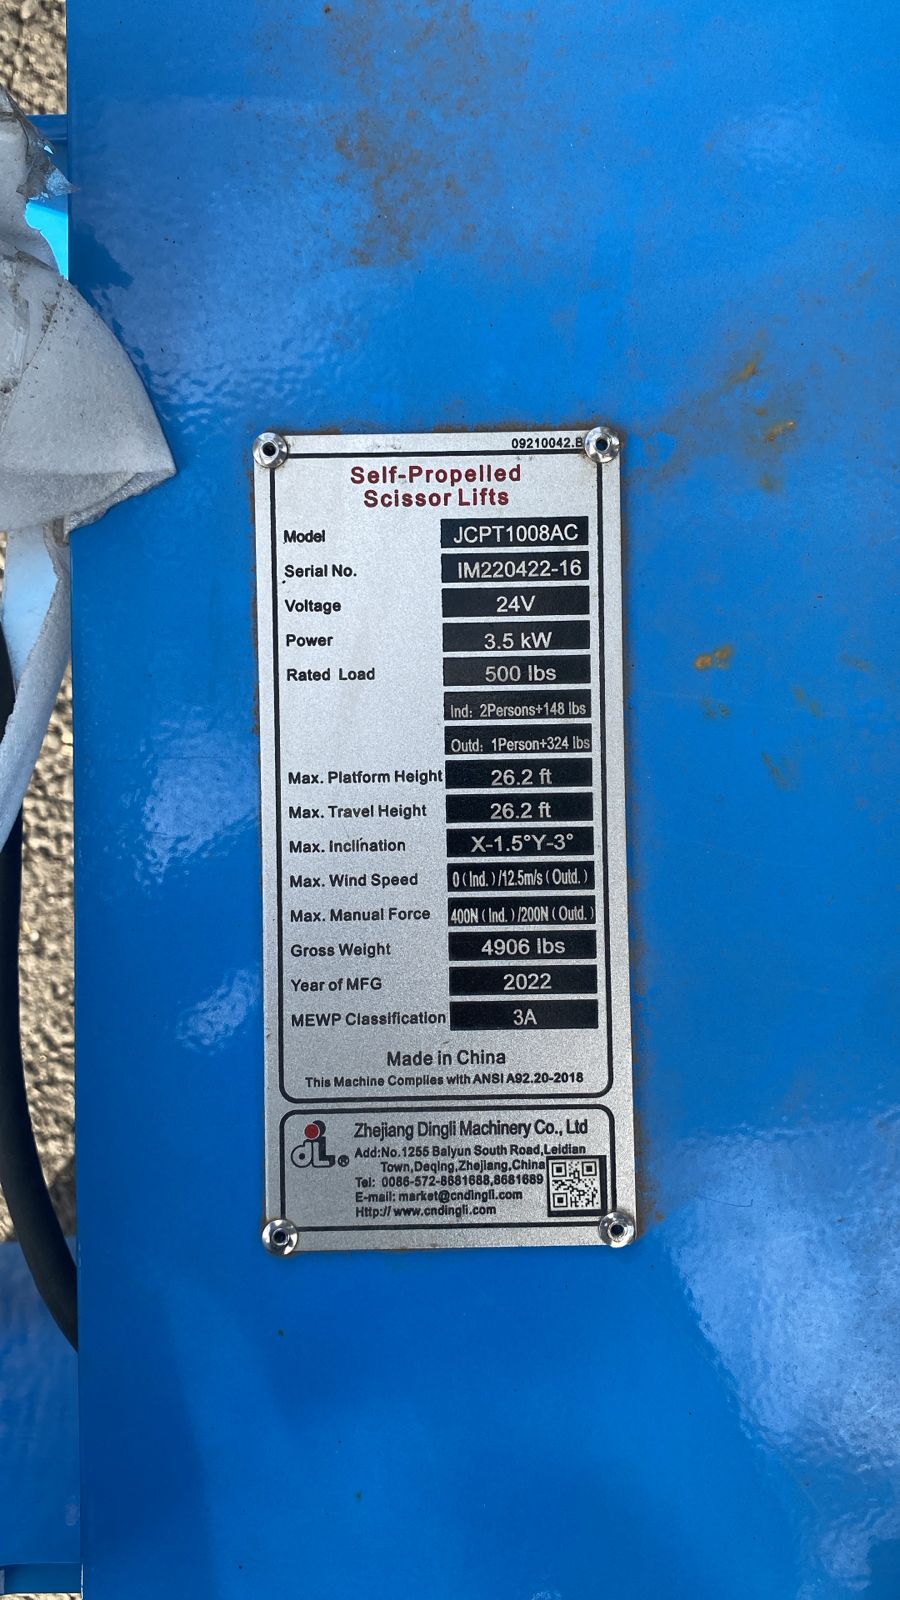 09210042.B
Self-Propelled
Scissor Lifts
Model JCPT1008AC
Serial No. IM220422-16
Voltage 24V
Power 3.5 kW
Rated Load 500 lbs
Ind: 2Persons+148 lbs
Outd: 1Person+324 lbs
Max. Platform Height 26.2 ft
Max. Travel Height 26.2 ft
Max. Inclination X-1.5°Y-3°
Max. Wind Speed 0(Ind.)/12.5m/s(Outd.)
Max. Manual Force 400N(Ind.)/200N(Outd.)
Gross Weight 4906 lbs
Year of MFG 2022
MEWP Classification 3A
Made in China
This Machine Complies with ANSI A92.20-2018
dL®
Zhejiang Dingli Machinery Co., Ltd
Add:No.1255 Baiyun South Road,Leidian
Town,Deqing,Zhejiang,China
Tel: 0086-572-8681688,8681689
E-mail: market@cndingli.com
Http://www.cndingli.com